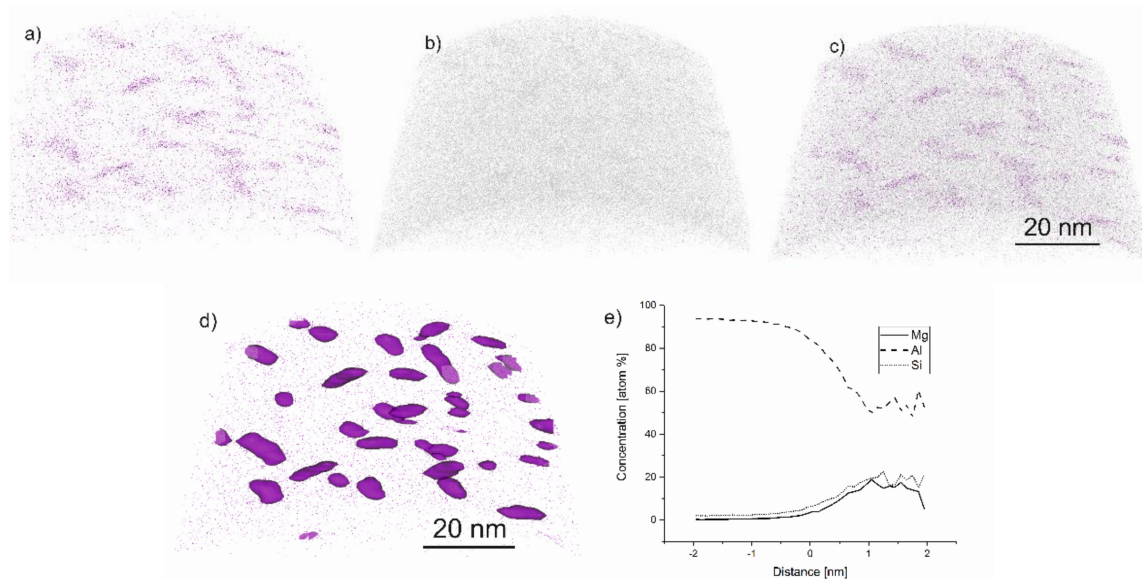 a)
b)
c)
20 nm
d)
20 nm
e)
100
80
60
40
20
0
Concentration [atom %]
Mg
Al
Si
-2
-1
0
1
2
Distance [nm]